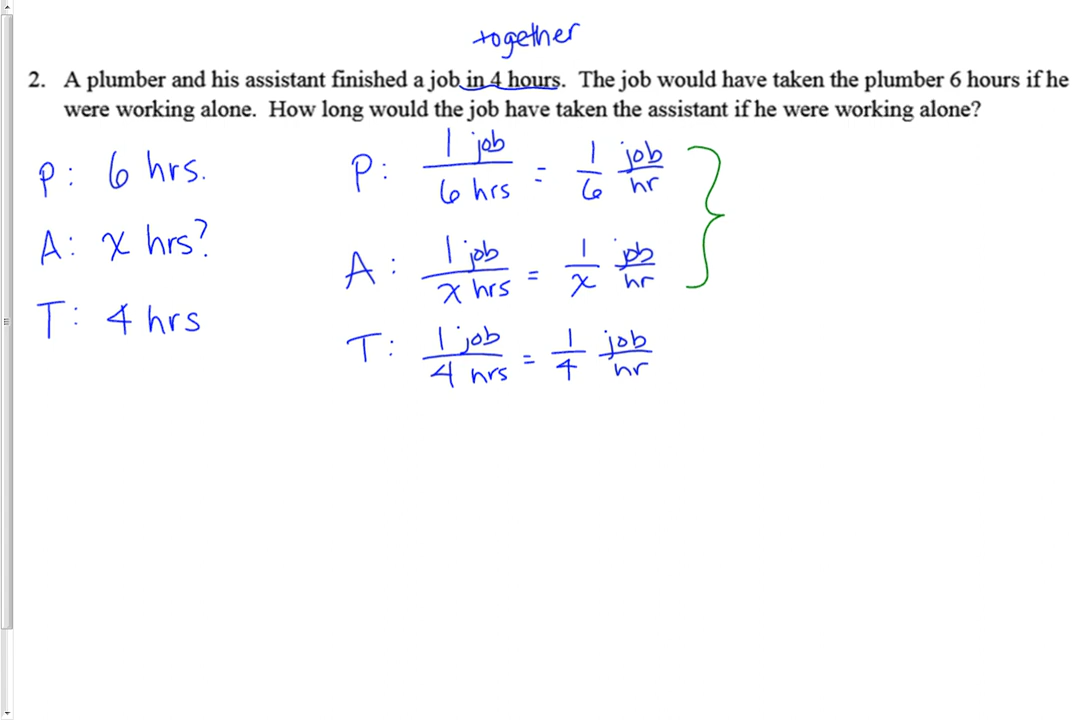 together
2. A plumber and his assistant finished a job in 4 hours. The job would have taken the plumber 6 hours if he
were working alone. How long would the job have taken the assistant if he were working alone?
P: 6 hrs.
A: x hrs?
T: 4 hrs
P: 1 job / 6 hrs = 1/6 job/hr
A: 1 job / x hrs = 1/x job/hr
T: 1 job / 4 hrs = 1/4 job/hr